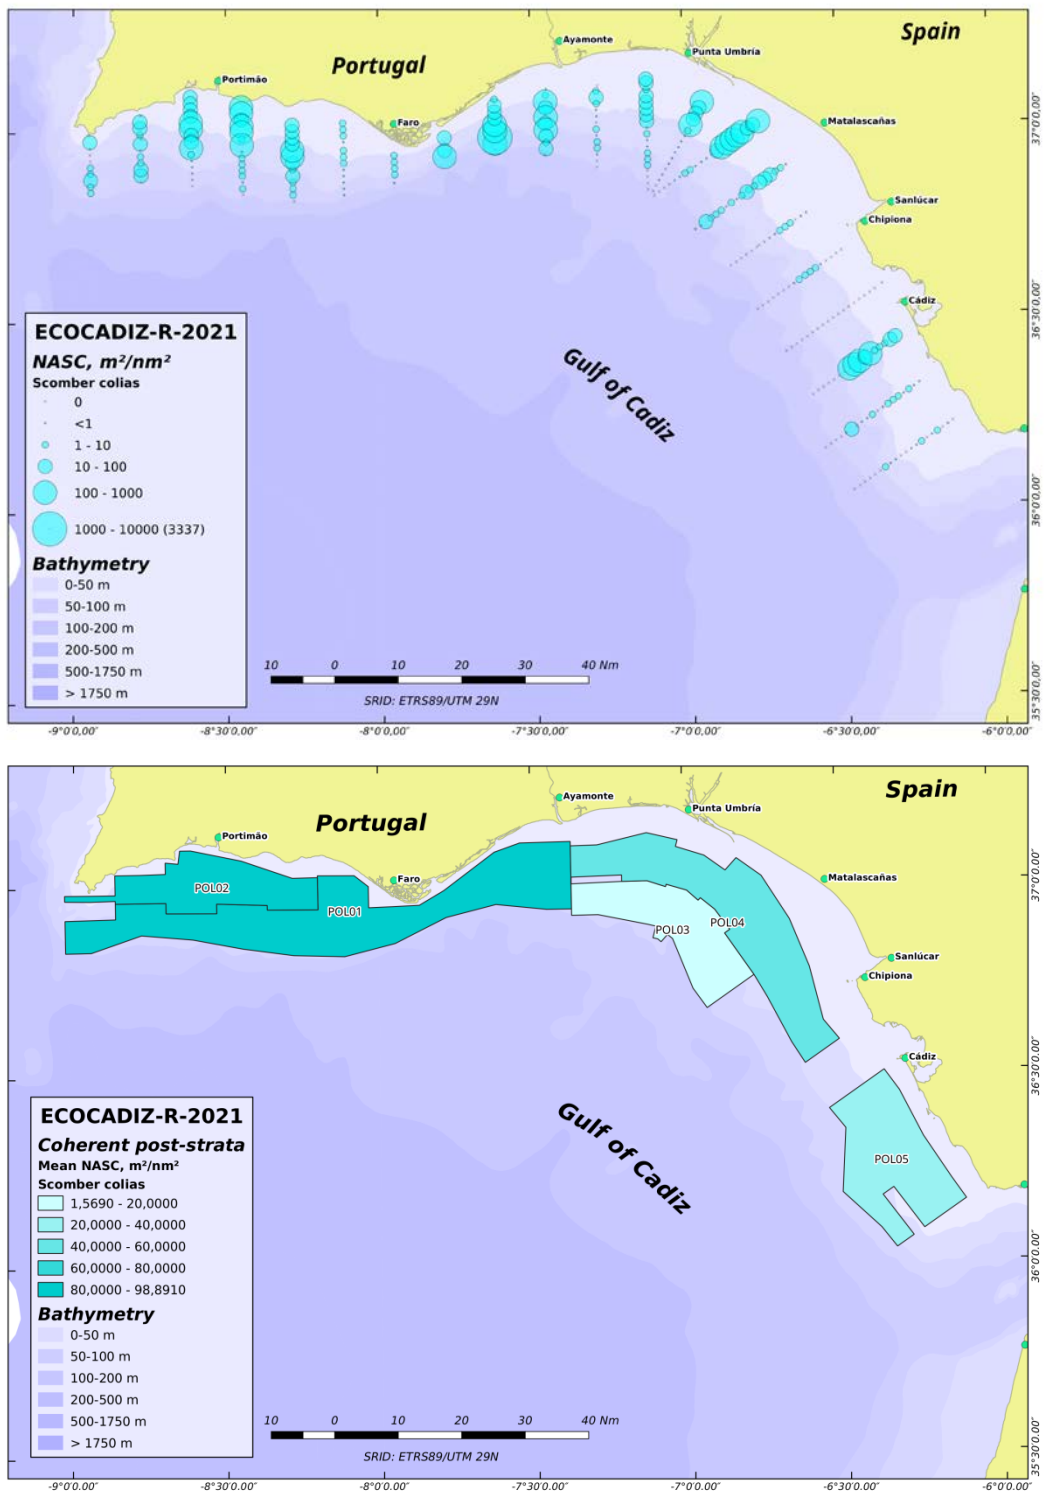 Spain
Ayamonte
Punta Umbría
Portugal
Portimão
Faro
Matalascañas
37°0'0,00"
Sanlúcar
Chipiona
Cádiz
36°30'0,00"
Gulf of Cadiz
ECOCADIZ-R-2021
NASC, m²/nm²
Scomber colias
0
<1
1 - 10
10 - 100
100 - 1000
1000 - 10000 (3337)
Bathymetry
0-50 m
50-100 m
100-200 m
200-500 m
500-1750 m
> 1750 m
36°0'0,00"
35°30'0,00"
10 0 10 20 30 40 Nm
SRID: ETRS89/UTM 29N
-9°0'0.00" -8°30'0.00" -8°0'0.00" -7°30'0.00" -7°0'0.00" -6°30'0.00" -6°0'0.00"
Spain
Ayamonte
Punta Umbría
Portugal
Portimão
Faro
Matalascañas
37°0'0,00"
POL02
POL01
POL04
POL03
Sanlúcar
Chipiona
Cádiz
36°30'0,00"
Gulf of Cadiz
POL05
ECOCADIZ-R-2021
Coherent post-strata
Mean NASC, m²/nm²
Scomber colias
1,5690 - 20,0000
20,0000 - 40,0000
40,0000 - 60,0000
60,0000 - 80,0000
80,0000 - 98,8910
Bathymetry
0-50 m
50-100 m
100-200 m
200-500 m
500-1750 m
> 1750 m
36°0'0,00"
35°30'0,00"
10 0 10 20 30 40 Nm
SRID: ETRS89/UTM 29N
-9°0'0.00" -8°30'0.00" -8°0'0.00" -7°30'0.00" -7°0'0.00" -6°30'0.00" -6°0'0.00"